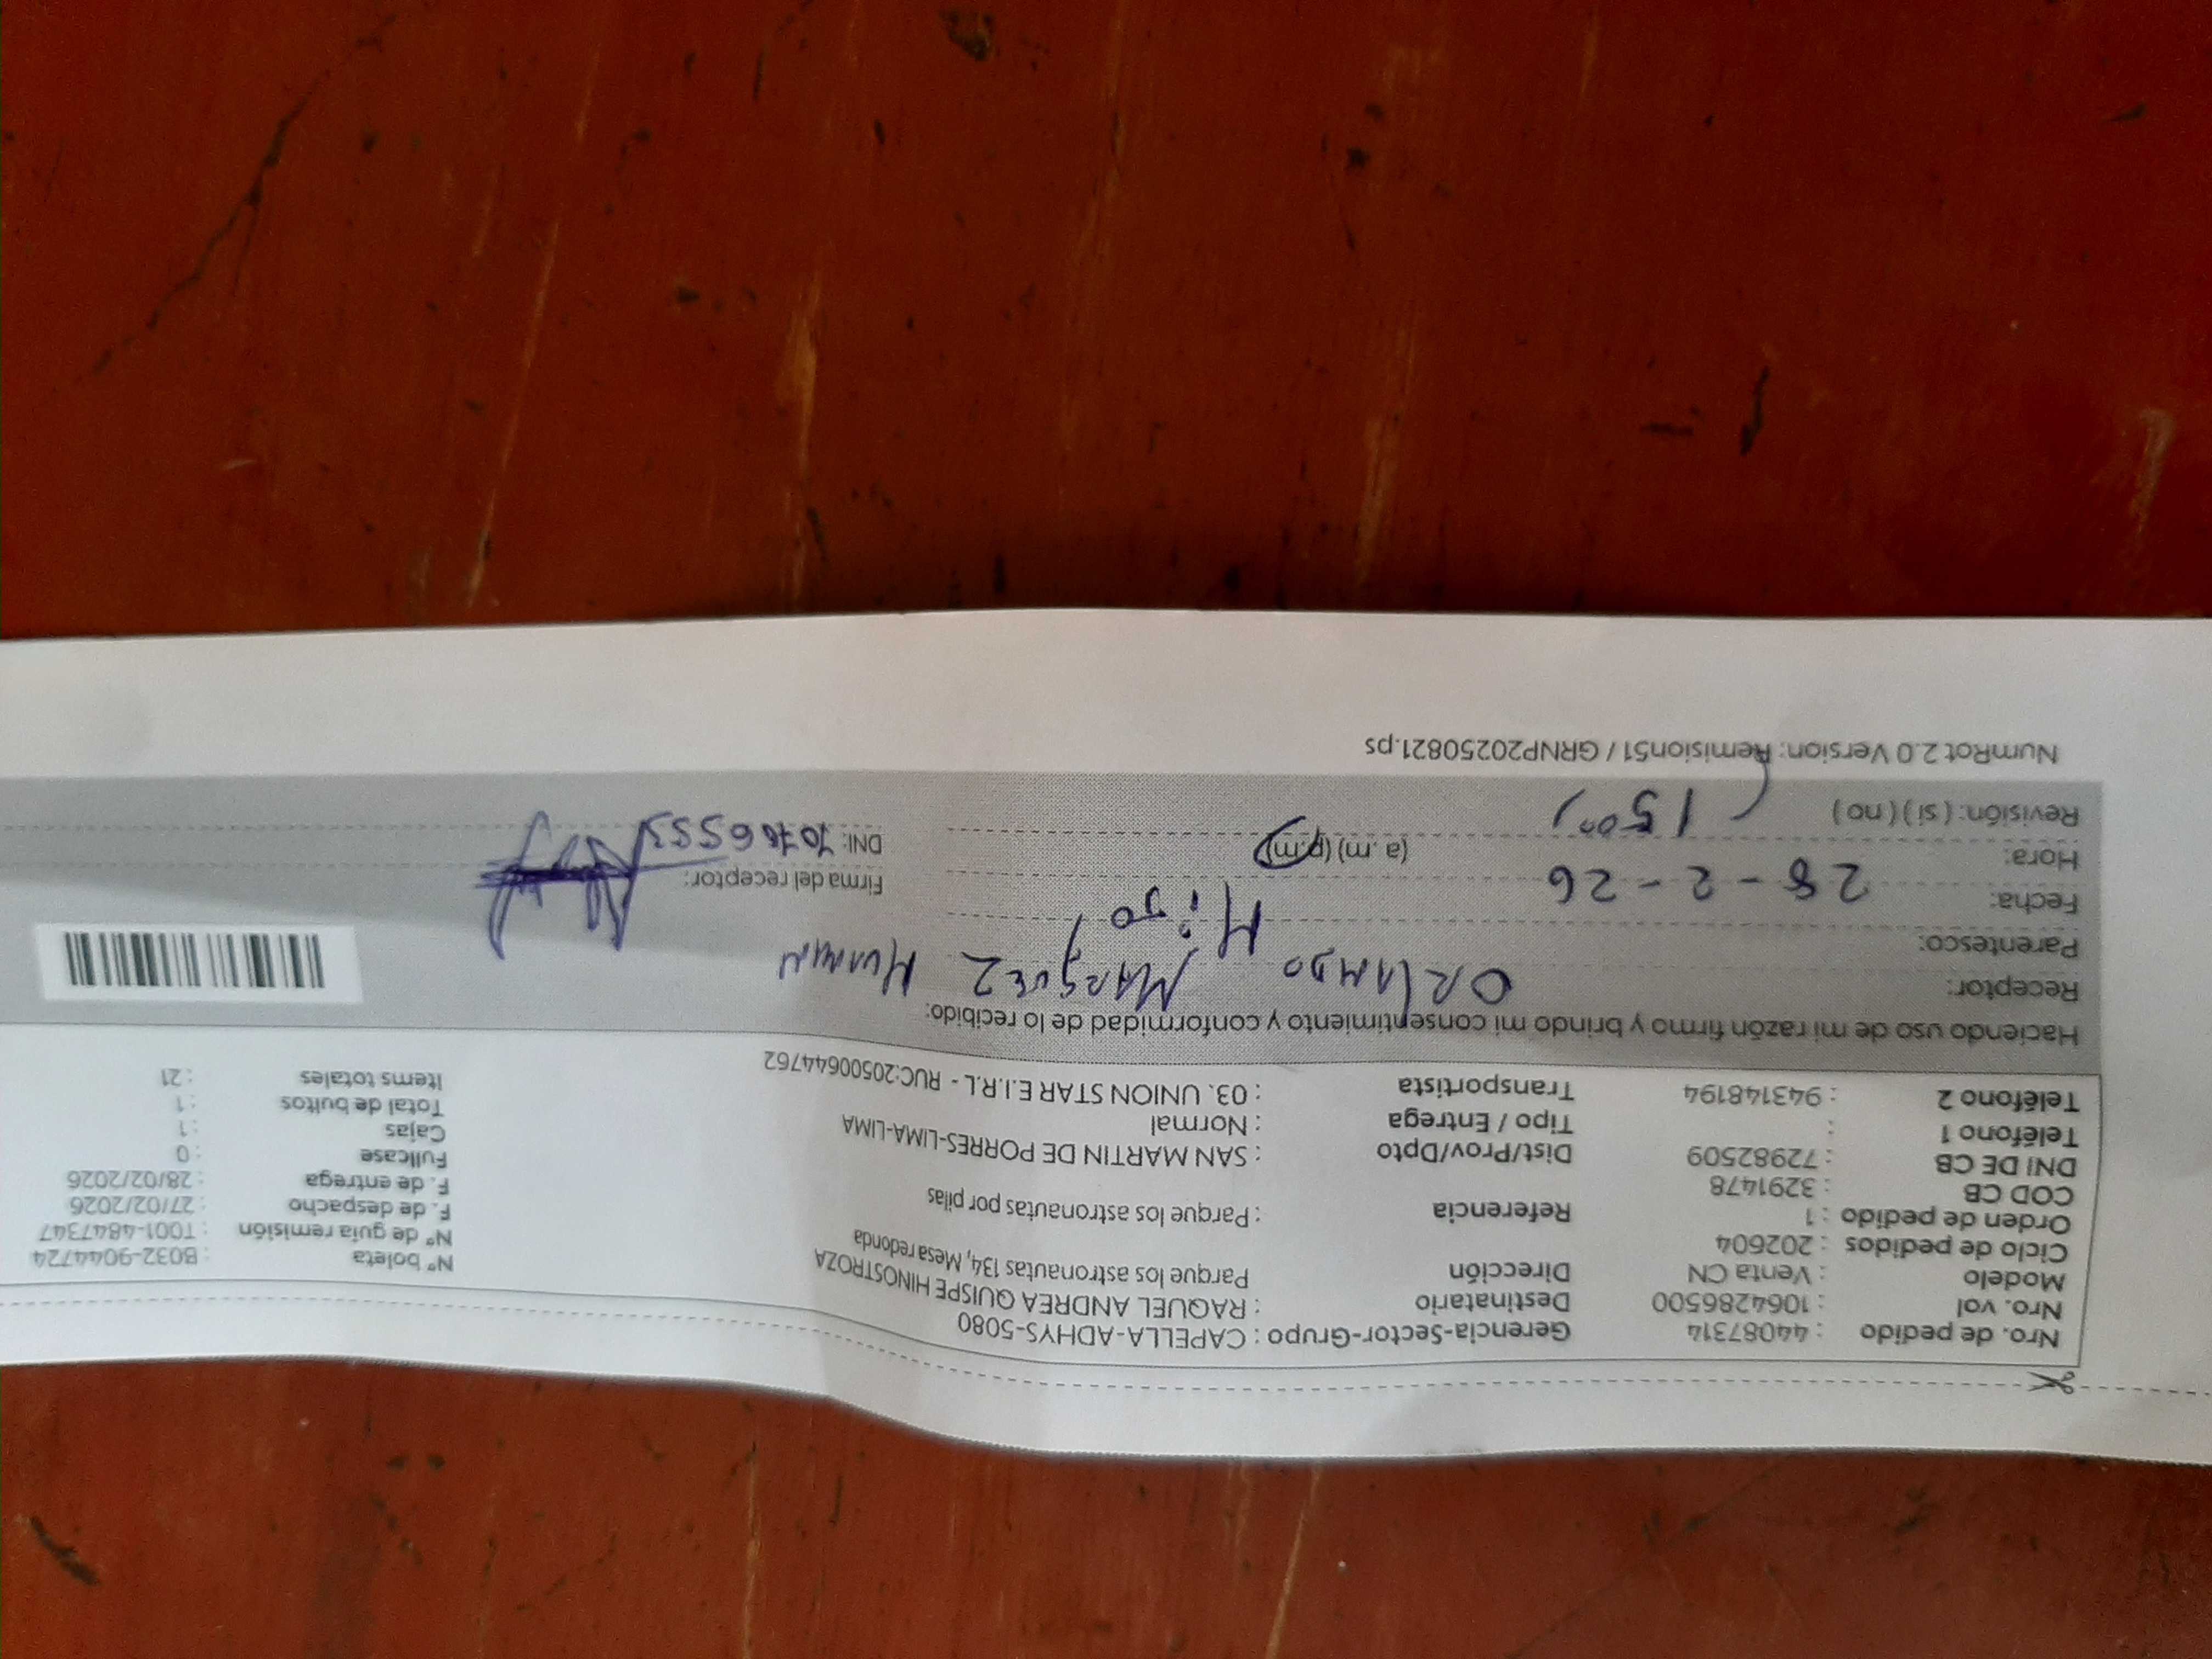 Nro. de pedido : 44087314 Gerencia-Sector-Grupo : CAPELLA-ADHYS-5080
Nro. vol : 1064286500 Destinatario : RAQUEL ANDREA QUISPE HINOSTROZA
Modelo : Venta CN Dirección Parque los astronautas 134, Mesa redonda
Ciclo de pedidos : 202604
Orden de pedido : 1 Referencia : Parque los astronautas por pilas
COD CB : 3291478
DNI DE CB : 72982509 Dist/Prov/Dpto : SAN MARTIN DE PORRES-LIMA-LIMA
Teléfono 1 : Tipo / Entrega : Normal
Teléfono 2 : 943148194 Transportista : 03. UNION STAR E.I.R.L - RUC:20500644762
N° boleta : B032-9044724
N° de guía remisión : T001-4847347
F. de despacho : 27/02/2026
F. de entrega : 28/02/2026
Fullcase : 0
Cajas : 1
Total de bultos : 1
Items totales : 21
Haciendo uso de mi razón firmo y brindo mi consentimiento y conformidad de lo recibido:
Receptor: ORlANDO MARQUEZ
Parentesco:
Fecha: 28-2-26
Hora: (a.m) (p.m)
Revisión: ( si ) ( no )
Firma del receptor:
DNI:
NumRot 2.0 Version: Remision51 / GRNP20250821.ps